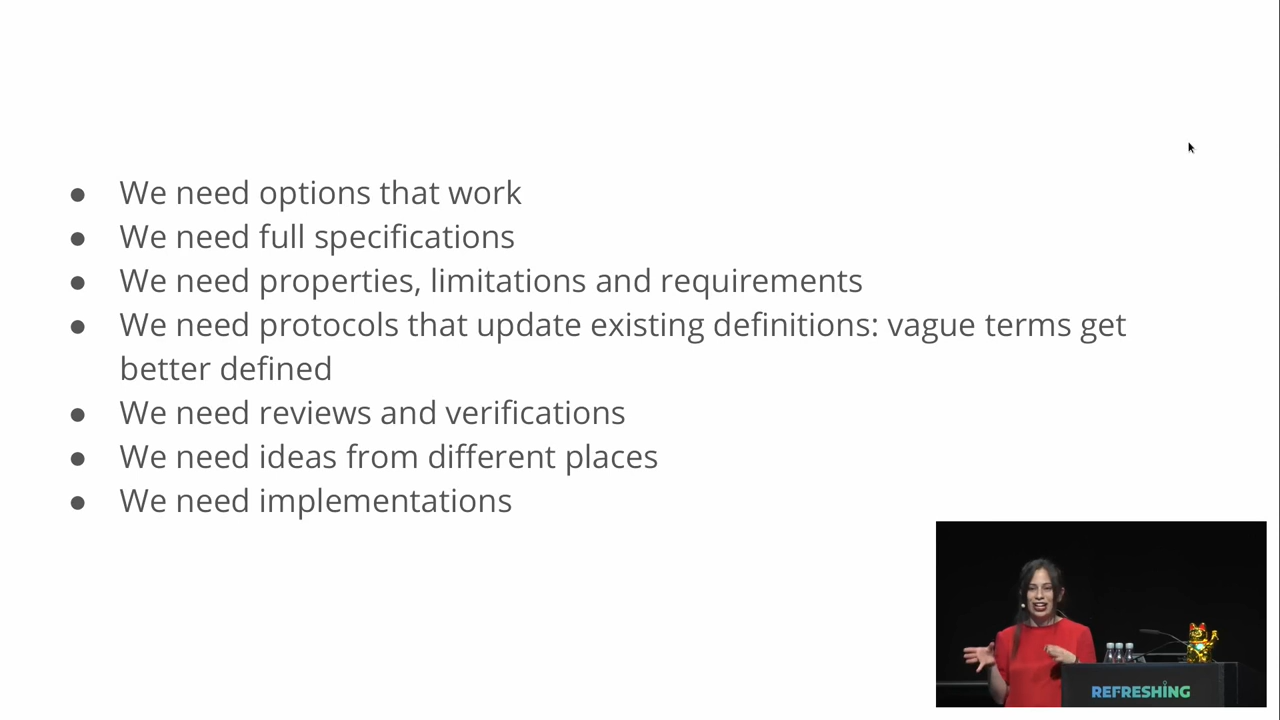 ● We need options that work
● We need full specifications
● We need properties, limitations and requirements
● We need protocols that update existing definitions: vague terms get
better defined
● We need reviews and verifications
● We need ideas from different places
● We need implementations
REFRESHING